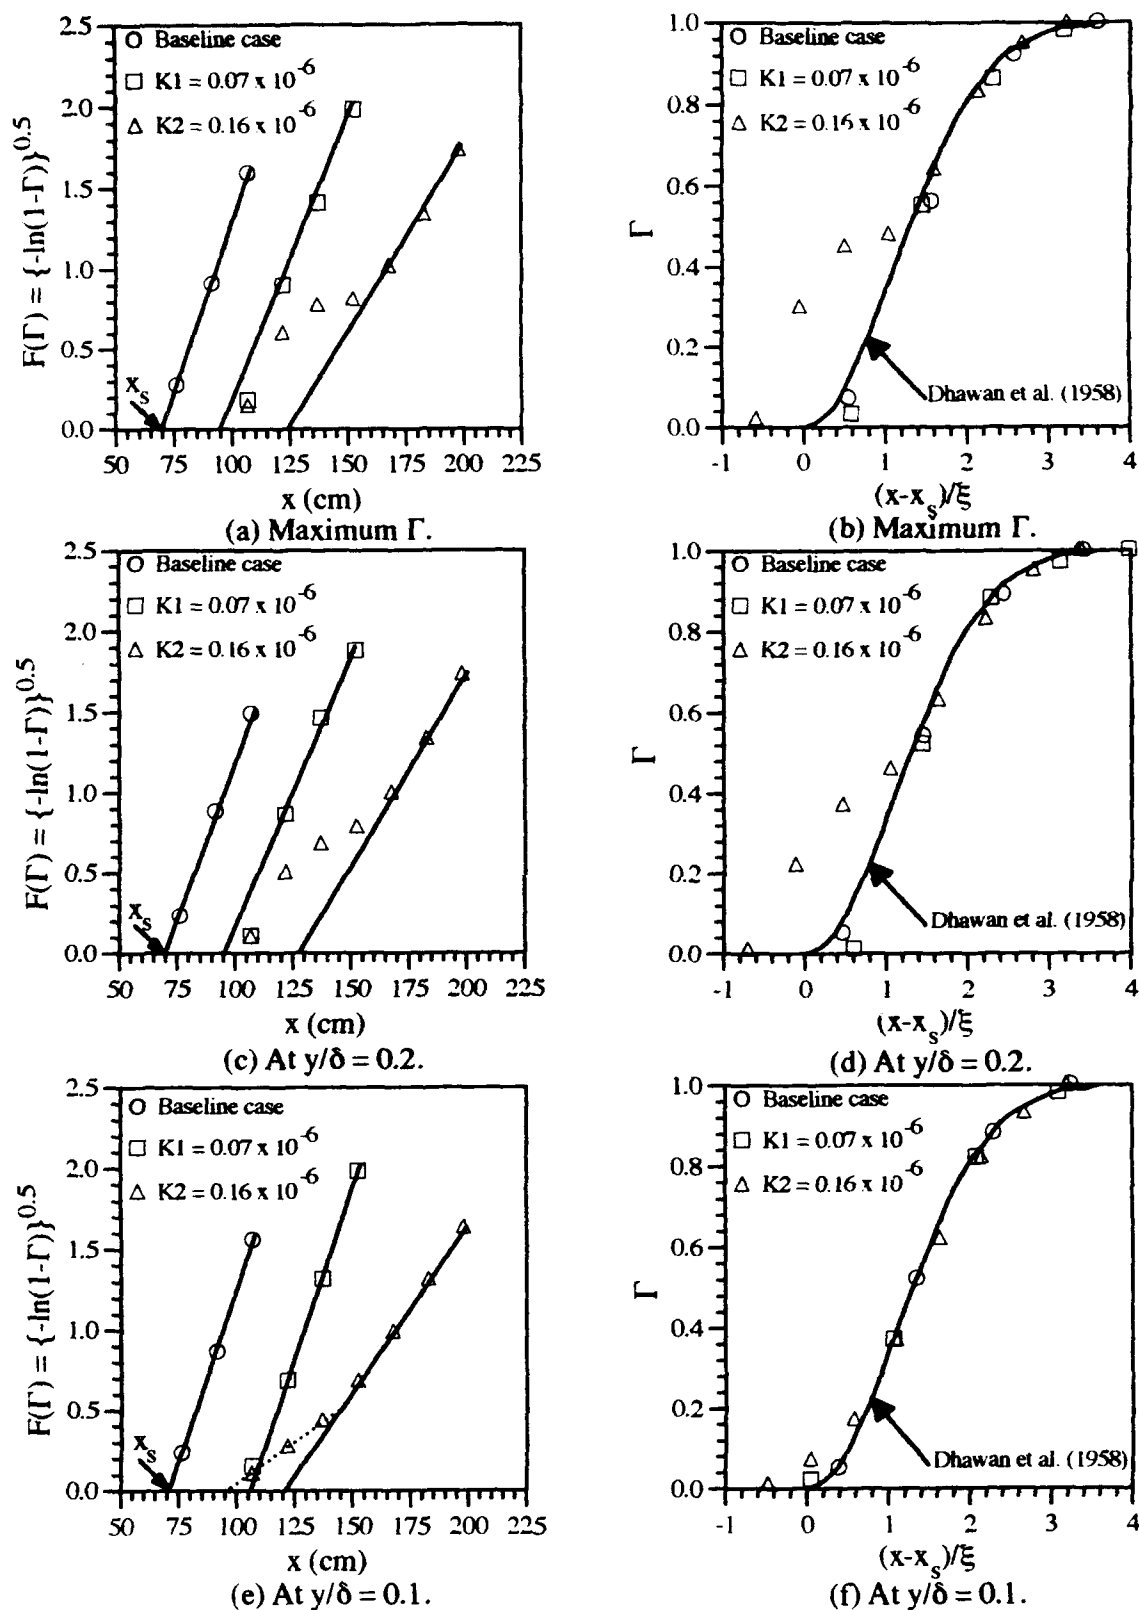 F(Γ) = {-ln(1-Γ)}^0.5
2.5
2.0
1.5
1.0
0.5
0.0
○ Baseline case
□ K1 = 0.07 x 10^-6
△ K2 = 0.16 x 10^-6
x_s
50 75 100 125 150 175 200 225
x (cm)
(a) Maximum Γ.
Γ
1.0
0.8
0.6
0.4
0.2
0.0
○ Baseline case
□ K1 = 0.07 x 10^-6
△ K2 = 0.16 x 10^-6
Dhawan et al. (1958)
-1 0 1 2 3 4
(x-x_s)/ξ
(b) Maximum Γ.
F(Γ) = {-ln(1-Γ)}^0.5
2.5
2.0
1.5
1.0
0.5
0.0
○ Baseline case
□ K1 = 0.07 x 10^-6
△ K2 = 0.16 x 10^-6
x_s
50 75 100 125 150 175 200 225
x (cm)
(c) At y/δ = 0.2.
Γ
1.0
0.8
0.6
0.4
0.2
0.0
○ Baseline case
□ K1 = 0.07 x 10^-6
△ K2 = 0.16 x 10^-6
Dhawan et al. (1958)
-1 0 1 2 3 4
(x-x_s)/ξ
(d) At y/δ = 0.2.
F(Γ) = {-ln(1-Γ)}^0.5
2.5
2.0
1.5
1.0
0.5
0.0
○ Baseline case
□ K1 = 0.07 x 10^-6
△ K2 = 0.16 x 10^-6
x_s
50 75 100 125 150 175 200 225
x (cm)
(e) At y/δ = 0.1.
Γ
1.0
0.8
0.6
0.4
0.2
0.0
○ Baseline case
□ K1 = 0.07 x 10^-6
△ K2 = 0.16 x 10^-6
Dhawan et al. (1958)
-1 0 1 2 3 4
(x-x_s)/ξ
(f) At y/δ = 0.1.